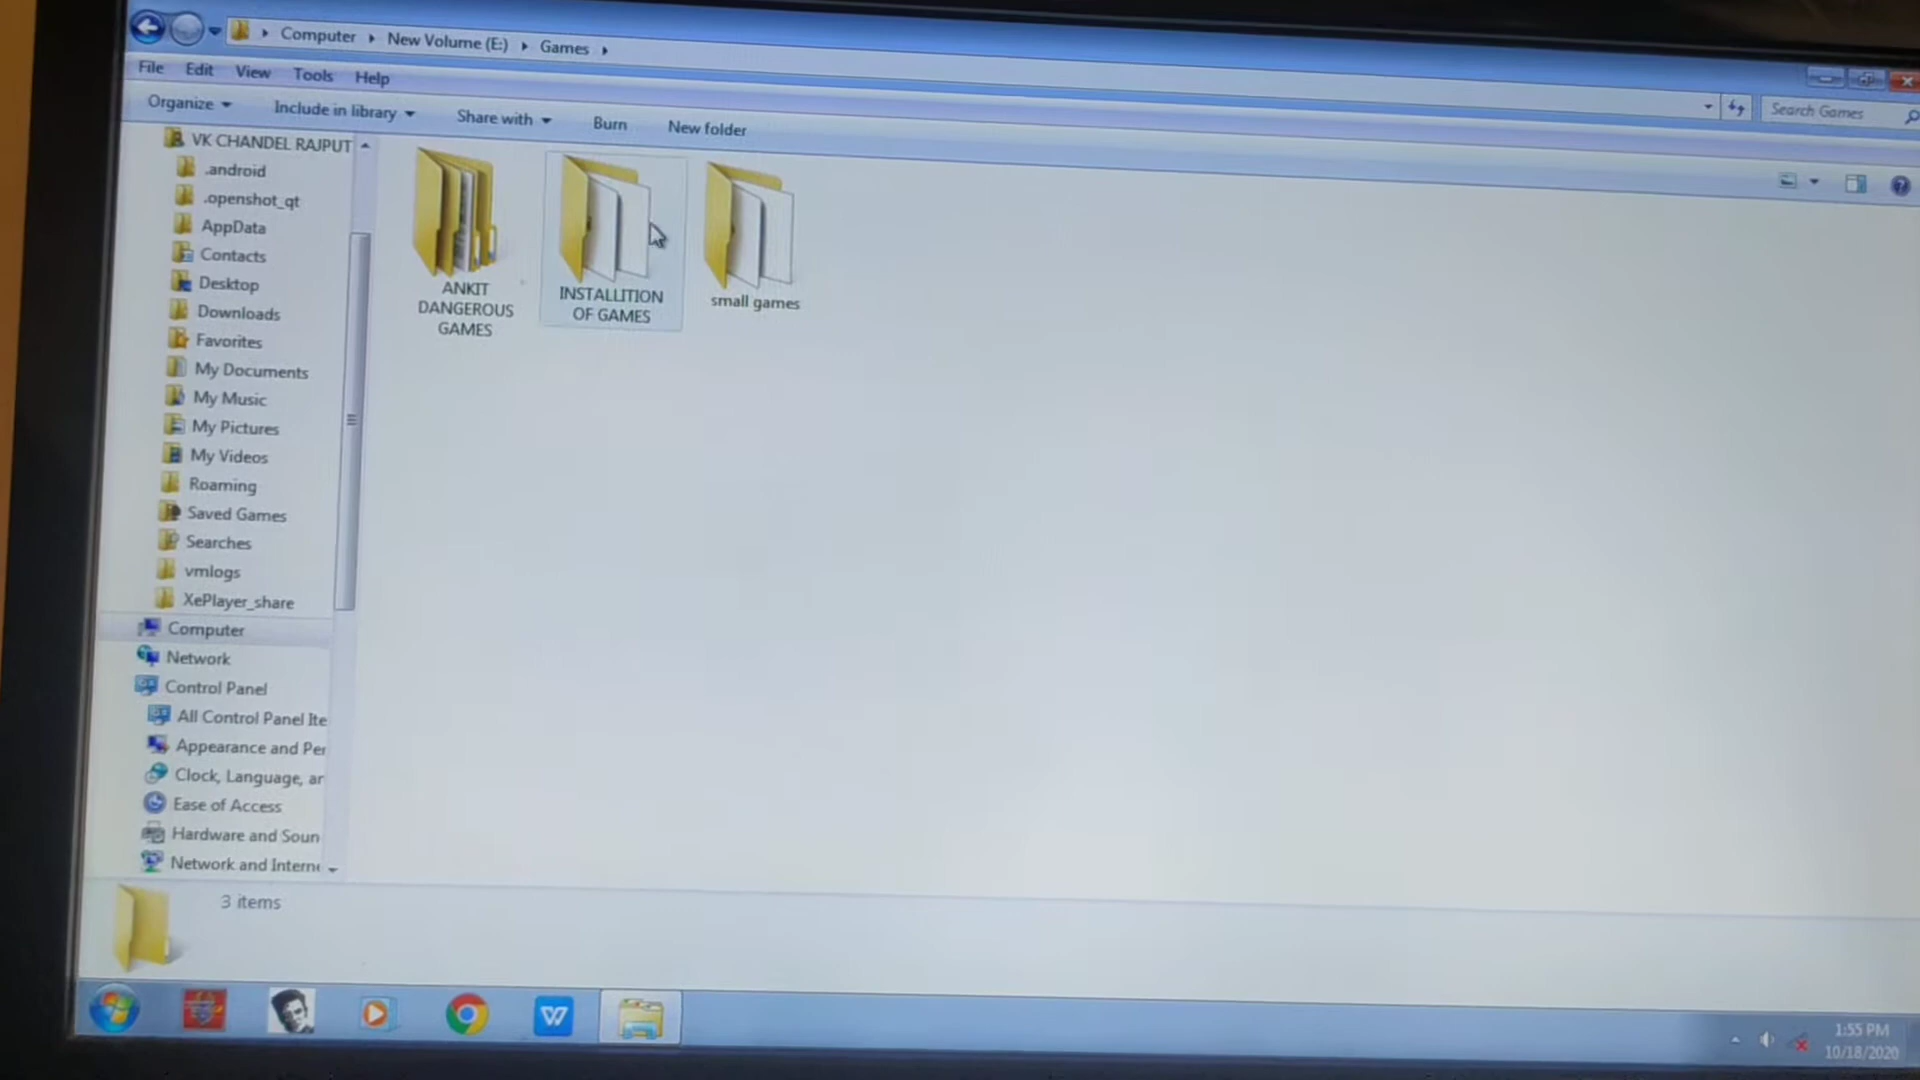 Computer New Volume (E:) Games
Search Games
File Edit View Tools Help
Organize Include in library Share with Burn New folder
VK CHANDEL RAJPUT
.android
.openshot_qt
AppData
Contacts
Desktop
Downloads
Favorites
My Documents
My Music
My Pictures
My Videos
Roaming
Saved Games
Searches
vmlogs
XePlayer_share
Computer
Network
Control Panel
All Control Panel Ite
Appearance and Per
Clock, Language, ar
Ease of Access
Hardware and Soun
Network and Interne
ANKIT
DANGEROUS
GAMES
INSTALLITION
OF GAMES
small games
3 items
W
1:55 PM
10/18/2020